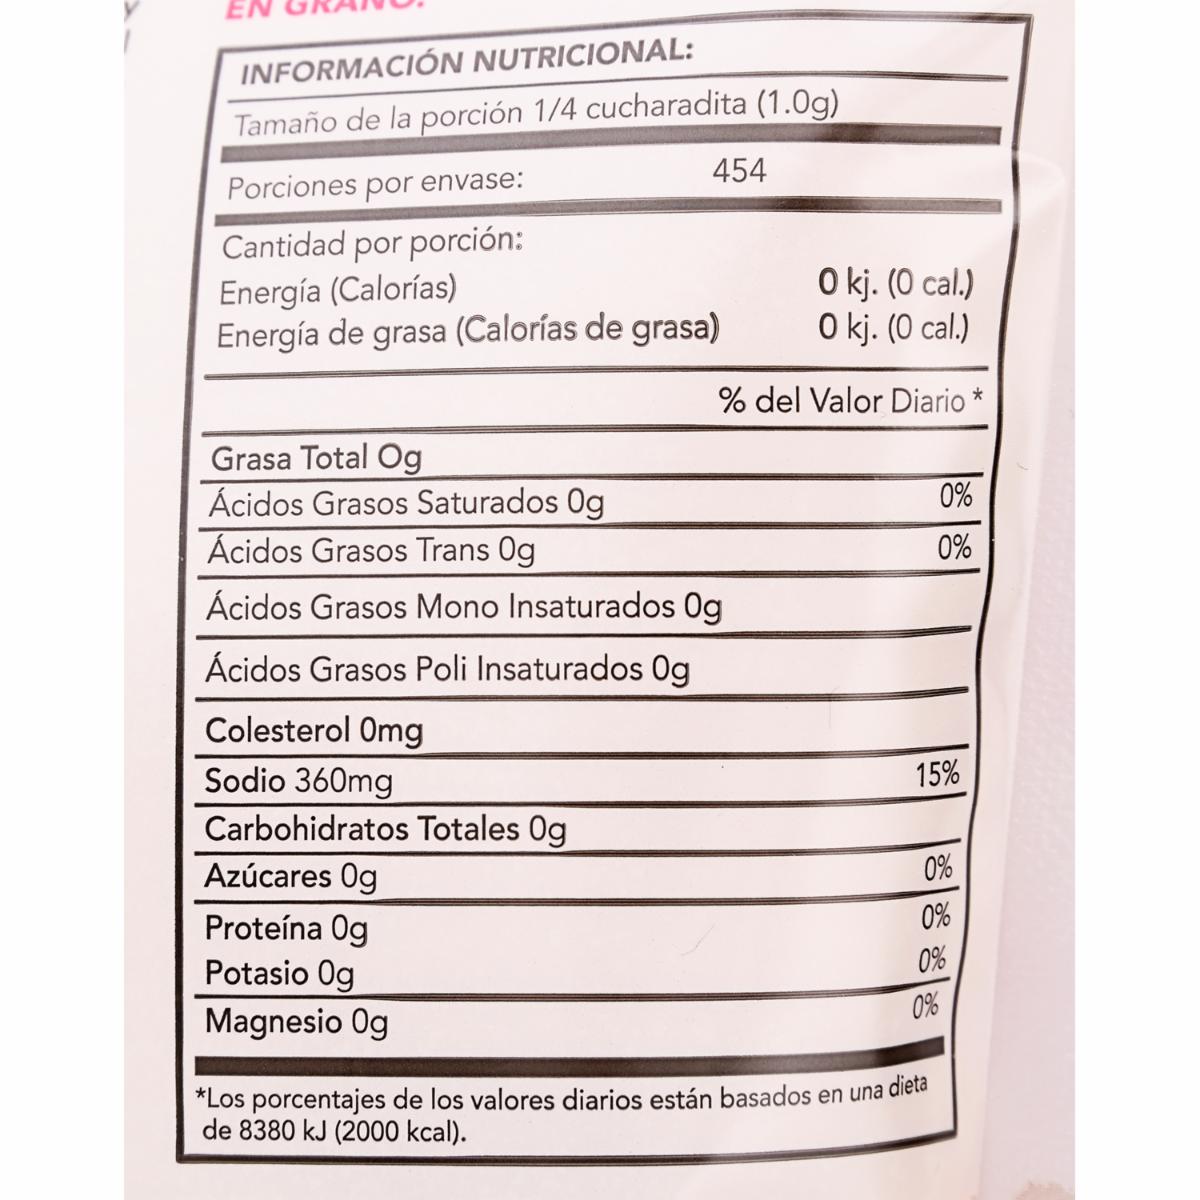 EN GRANO.
INFORMACIÓN NUTRICIONAL:
Tamaño de la porción 1/4 cucharadita (1.0g)
Porciones por envase: 454
Cantidad por porción:
Energía (Calorías) 0 kj. (0 cal.)
Energía de grasa (Calorías de grasa) 0 kj. (0 cal.)
% del Valor Diario *
Grasa Total Og
Ácidos Grasos Saturados 0g 0%
Ácidos Grasos Trans 0g 0%
Ácidos Grasos Mono Insaturados 0g
Ácidos Grasos Poli Insaturados 0g
Colesterol 0mg
Sodio 360mg 15%
Carbohidratos Totales 0g
Azúcares 0g 0%
Proteína 0g 0%
Potasio 0g 0%
Magnesio 0g 0%
*Los porcentajes de los valores diarios están basados en una dieta
de 8380 kJ (2000 kcal).